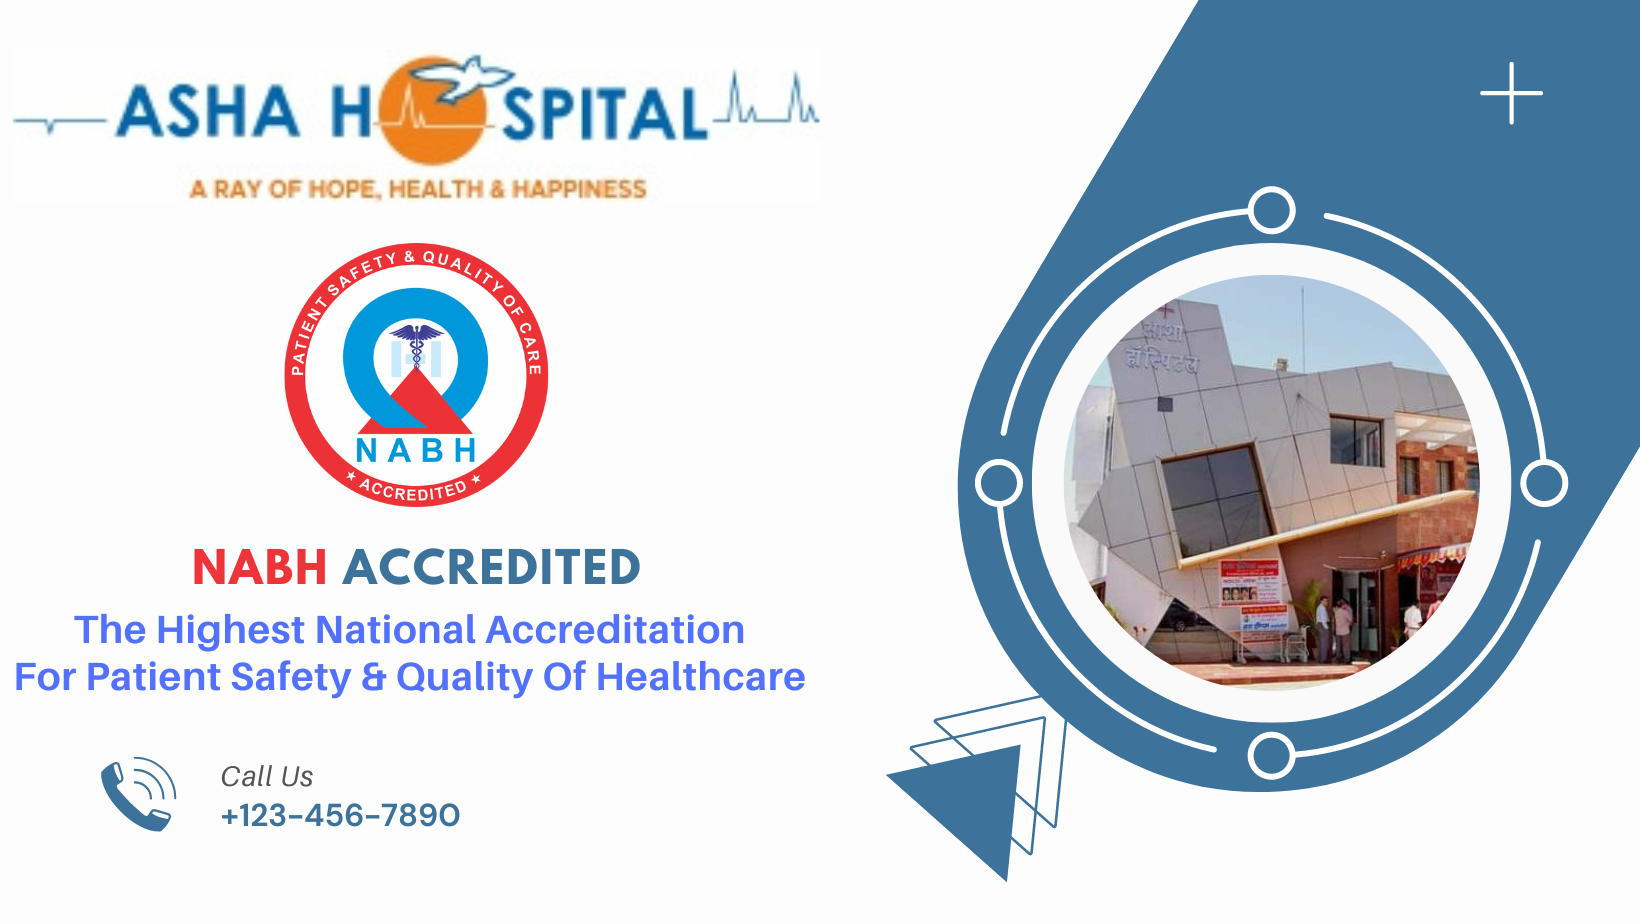 ASHA HOSPITAL
A RAY OF HOPE, HEALTH & HAPPINESS
PATIENT SAFETY & QUALITY OF CARE
NABH
★ ACCREDITED ★
NABH ACCREDITED
The Highest National Accreditation
For Patient Safety & Quality Of Healthcare
Call Us
+123-456-7890
आशा
हॉस्पिटल